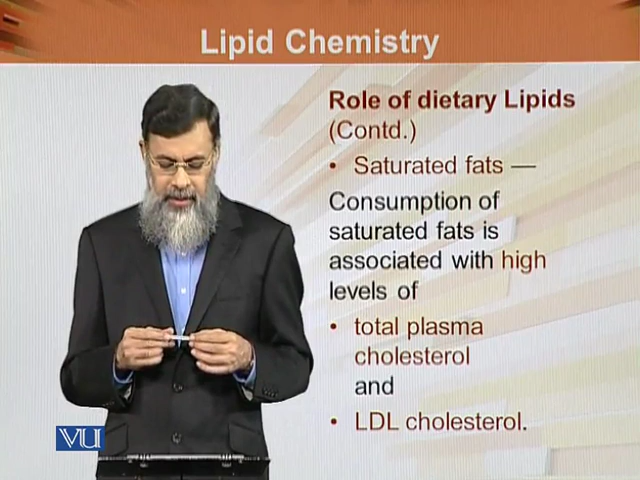 Lipid Chemistry
Role of dietary Lipids
(Contd.)
• Saturated fats —
Consumption of
saturated fats is
associated with high
levels of
• total plasma
cholesterol
and
• LDL cholesterol.
VU